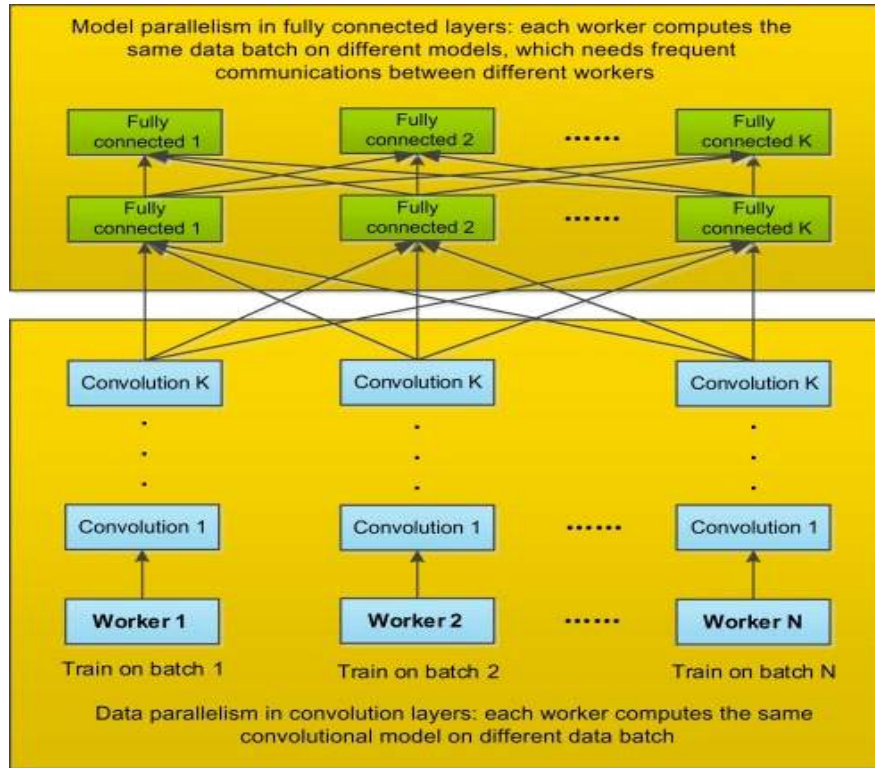 Model parallelism in fully connected layers: each worker computes the
same data batch on different models, which needs frequent
communications between different workers
Fully
connected 1
Fully
connected 2
......
Fully
connected K
Fully
connected 1
Fully
connected 2
......
Fully
connected K
Convolution K
Convolution K
Convolution K
Convolution 1
Convolution 1
......
Convolution 1
Worker 1
Worker 2
......
Worker N
Train on batch 1
Train on batch 2
Train on batch N
Data parallelism in convolution layers: each worker computes the same
convolutional model on different data batch